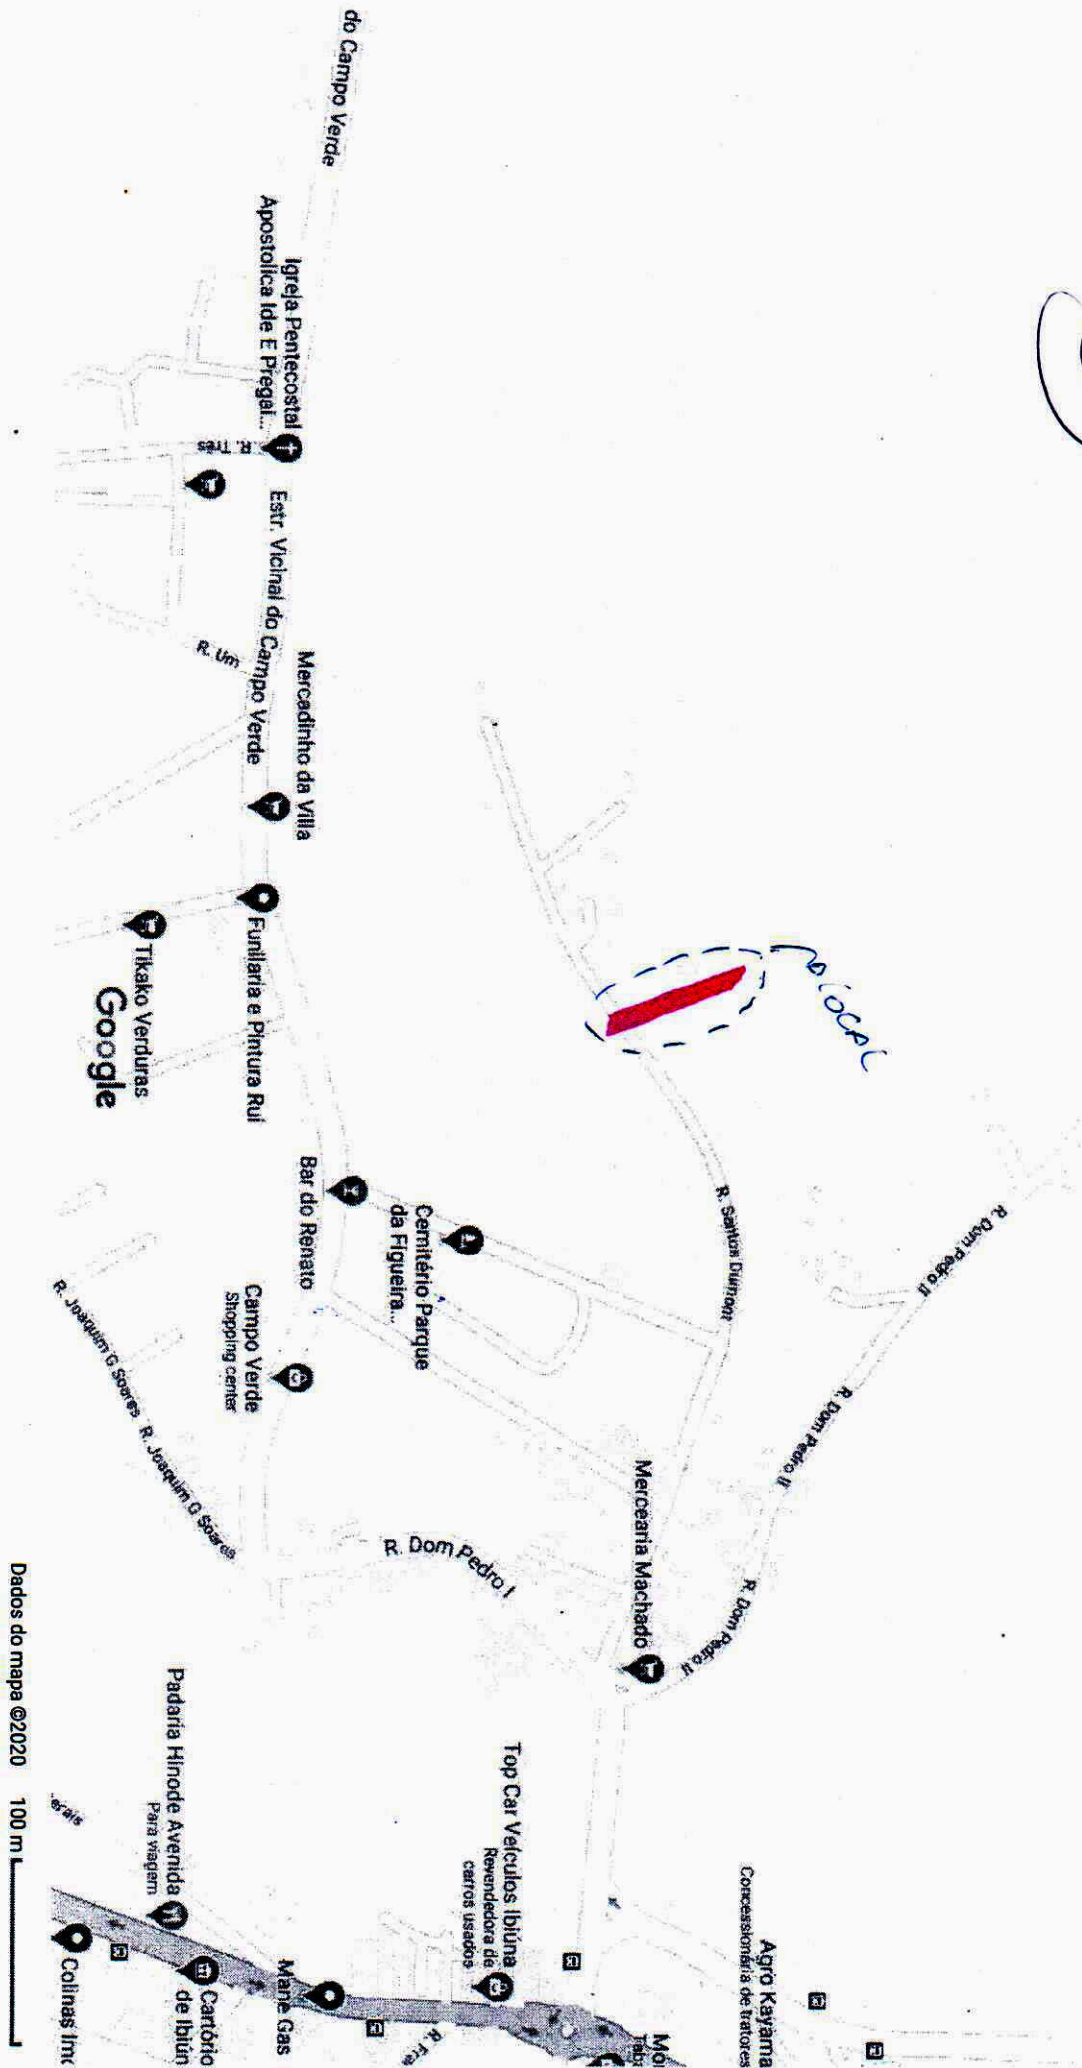 do Campo Verde
Igreja Pentecostal
Apostolica Ide E Pregai...
R. Três
Estr. Vicinal do Campo Verde
R. Um
Mercadinho da Villa
Funilaria e Pintura Rui
Tikako Verduras
Google
LOCAL
Bar do Renato
Cemitério Parque
da Figueira...
Campo Verde
Shopping center
R. Santos Dumont
R. Dom Pedro II
R. Dom Pedro II
R. Dom Pedro II
R. Joaquim G Soares
R. Joaquim G Soares
R. Dom Pedro I
Mercearia Machado
Padaria Hinode Avenida
Para viagem
Top Car Veículos Ibiúna
Revendedora de
carros usados
Agro Kayama
Concessionária de tratores
Mane Gas
Cartório
de Ibiún
Colinas Imo
R. Fra
erais
Dados do mapa ©2020 100 m